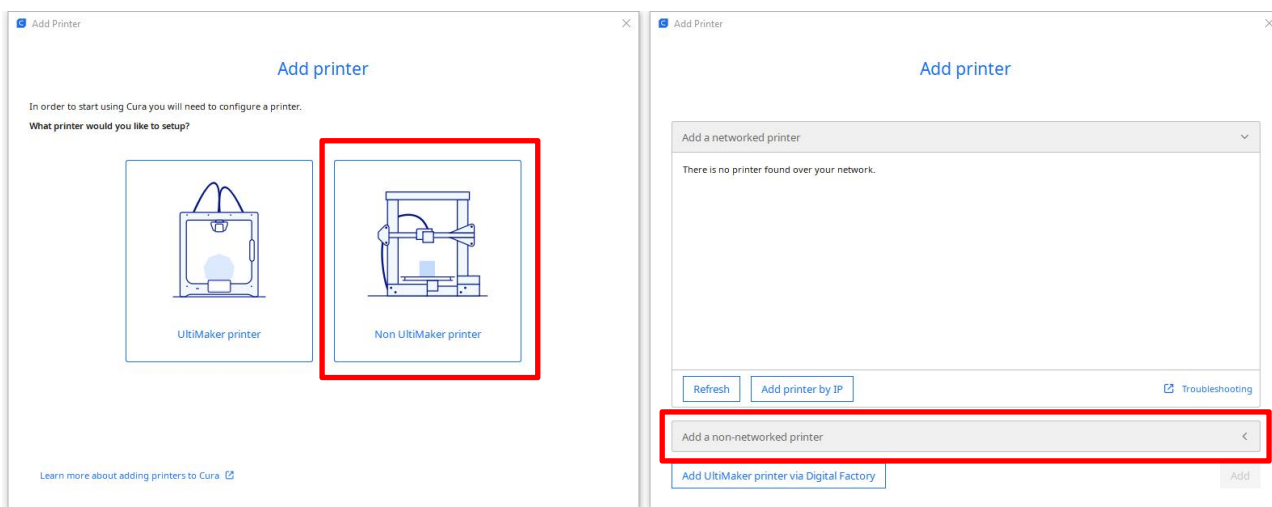 Add Printer
Add printer
In order to start using Cura you will need to configure a printer.
What printer would you like to setup?
UltiMaker printer
Non UltiMaker printer
Learn more about adding printers to Cura
Add Printer
Add printer
Add a networked printer
There is no printer found over your network.
Refresh
Add printer by IP
Troubleshooting
Add a non-networked printer
Add UltiMaker printer via Digital Factory
Add